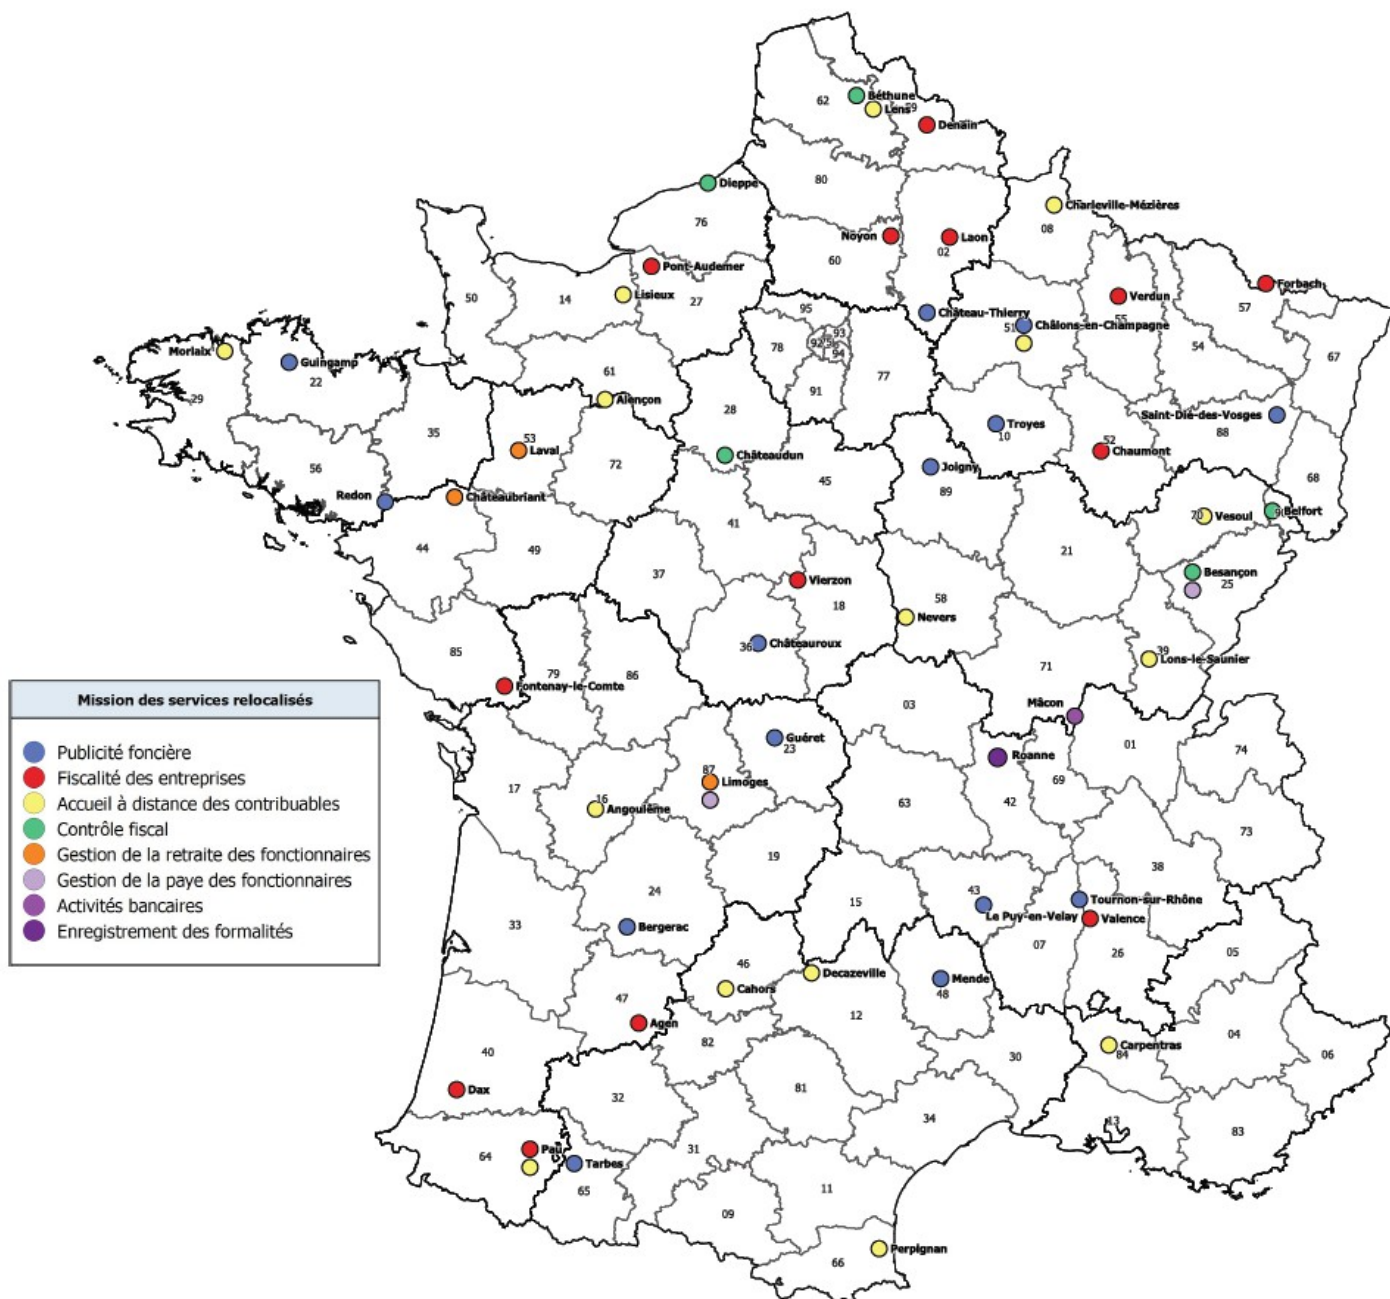 62
Béthune
Lens
59
Denain
80
Dieppe
76
Charleville-Mézières
08
Noyon
60
Laon
02
Pont-Audemer
27
50
14
Lisieux
Verdun
55
Forbach
57
95
93
92
94
78
77
91
Château-Thierry
Châlons-en-Champagne
51
54
67
Morlaix
29
Guingamp
22
61
Alençon
28
Saint-Dié-des-Vosges
88
Troyes
10
52
Chaumont
35
53
Laval
72
Châteaudun
45
Joigny
89
68
56
Redon
Châteaubriant
44
49
41
70
Vesoul
Belfort
21
Besançon
25
37
Vierzon
18
58
Nevers
36
Châteauroux
85
79
86
Fontenay-le-Comte
39
Lons-le-Saunier
71
Mâcon
Mission des services relocalisés
Publicité foncière
Fiscalité des entreprises
Accueil à distance des contribuables
Contrôle fiscal
Gestion de la retraite des fonctionnaires
Gestion de la paye des fonctionnaires
Activités bancaires
Enregistrement des formalités
03
Guéret
23
01
74
Roanne
69
42
87
Limoges
17
16
Angoulême
63
73
19
38
24
Bergerac
33
15
43
Le Puy-en-Velay
Tournon-sur-Rhône
Valence
07
26
05
46
Cahors
Decazeville
12
Mende
48
47
Agen
82
Carpentras
84
04
06
40
Dax
32
81
30
34
13
83
31
64
Pau
Tarbes
65
09
11
66
Perpignan